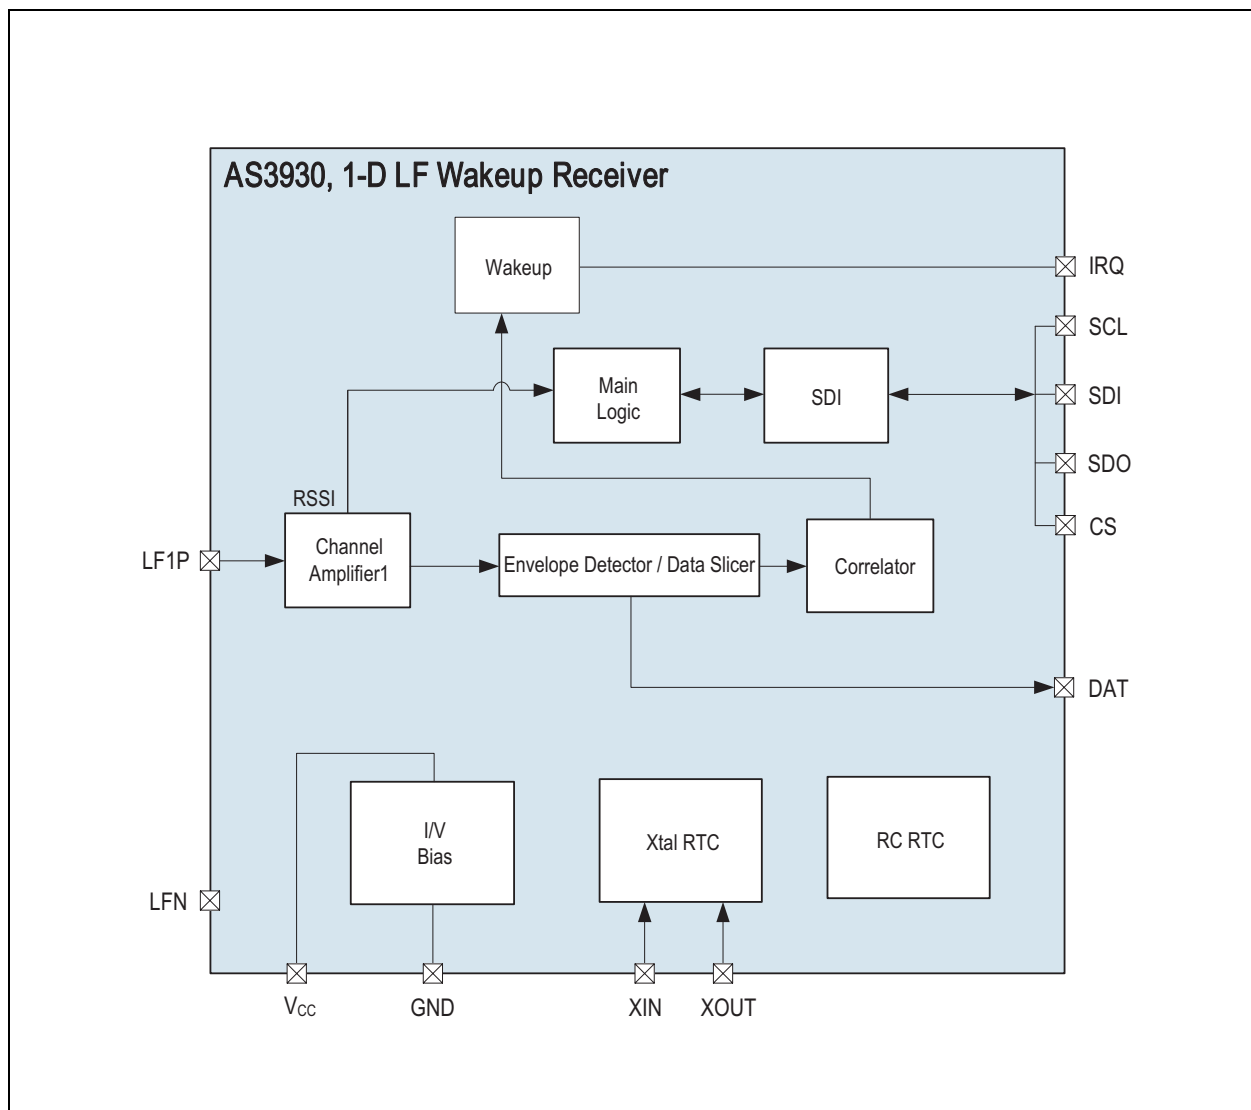 AS3930, 1-D LF Wakeup Receiver
Wakeup
IRQ
SCL
Main
Logic
SDI
SDI
SDO
RSSI
CS
LF1P
Channel
Amplifier1
Envelope Detector / Data Slicer
Correlator
DAT
I/V
Bias
Xtal RTC
RC RTC
LFN
VCC
GND
XIN
XOUT